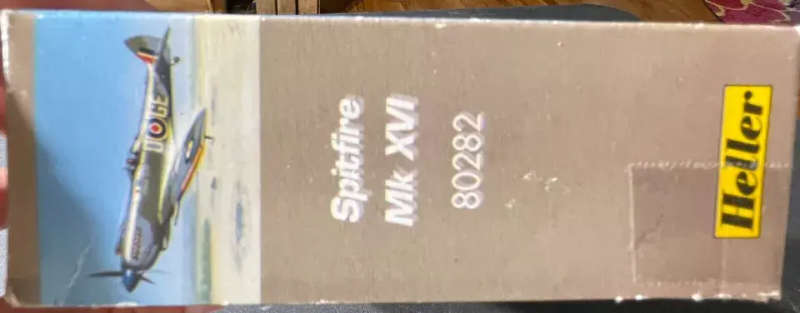 Spitfire
Mk XVI
80282
Heller